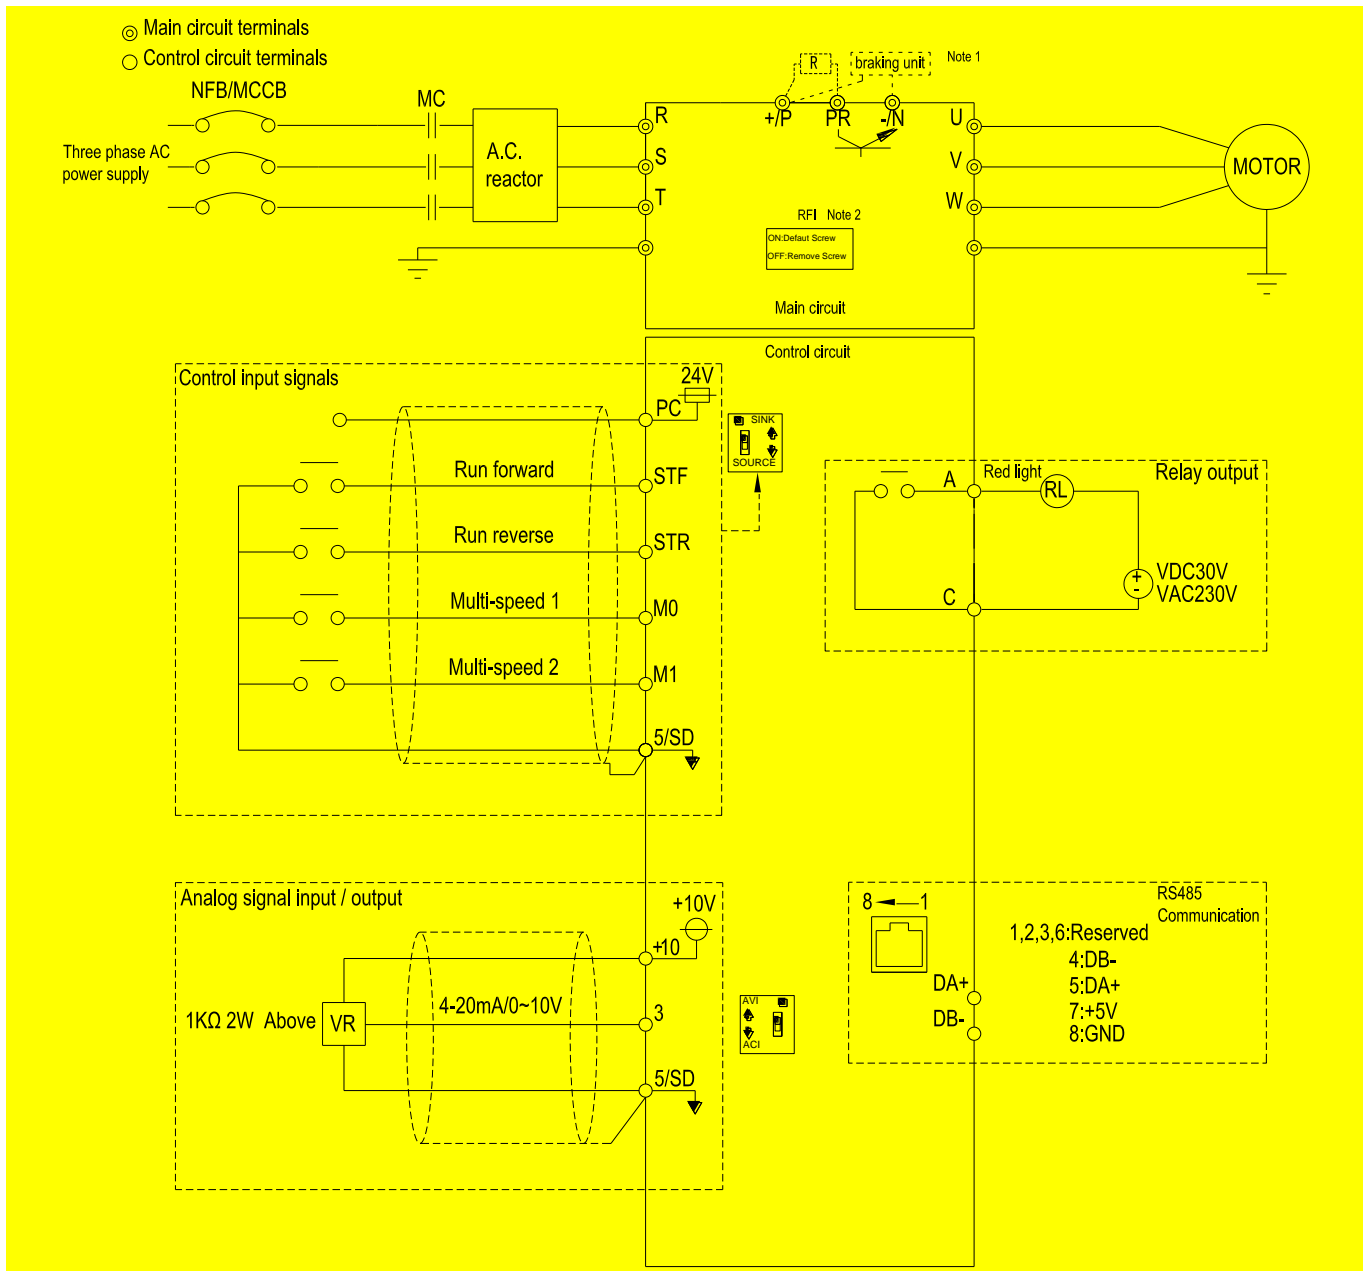 Main circuit terminals
Control circuit terminals
NFB/MCCB
MC
Three phase AC
power supply
A.C.
reactor
R
braking unit
Note 1
+/P
PR
-/N
R
S
T
U
V
W
MOTOR
RFI Note 2
ON:Defaut Screw
OFF:Remove Screw
Main circuit
Control circuit
Control input signals
24V
PC
SINK
SOURCE
Run forward
STF
Run reverse
STR
Multi-speed 1
M0
Multi-speed 2
M1
5/SD
A
Red light
RL
Relay output
+
-
VDC30V
VAC230V
C
Analog signal input / output
+10V
+10
4-20mA/0~10V
3
1KΩ 2W Above
VR
5/SD
AVI
ACI
8
1
RS485
Communication
1,2,3,6:Reserved
4:DB-
5:DA+
7:+5V
8:GND
DA+
DB-